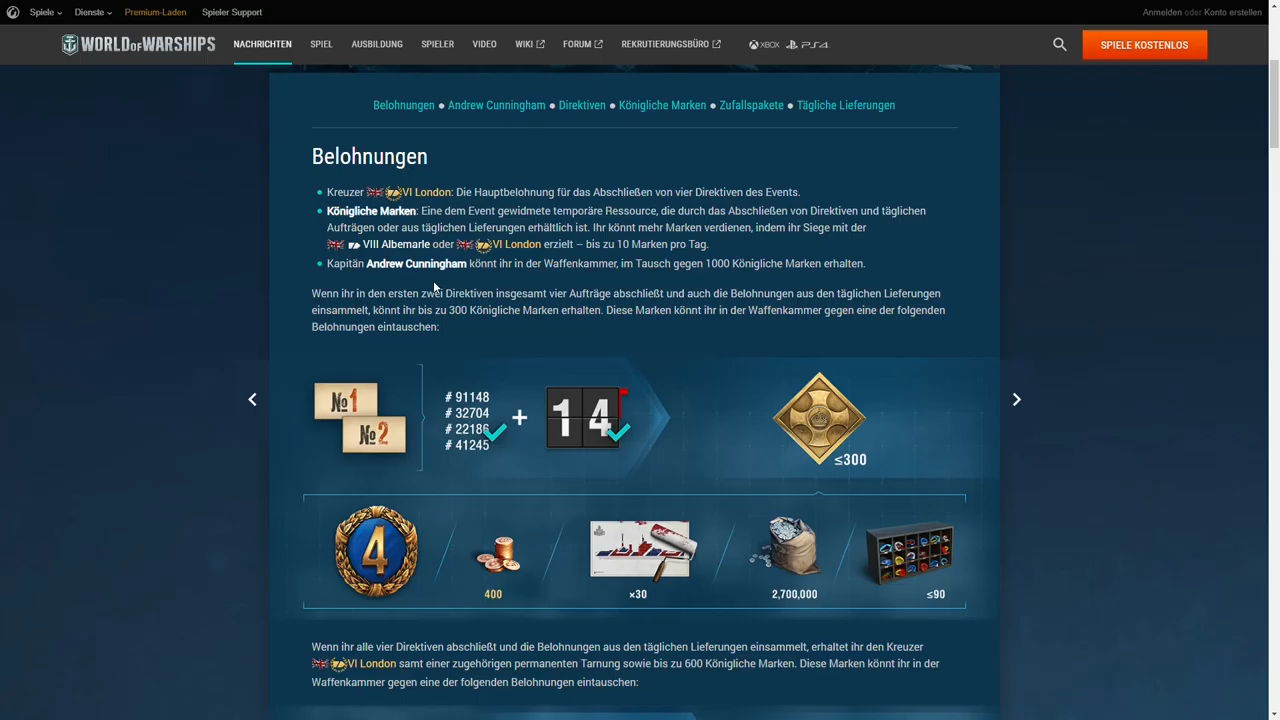 Spiele Dienste Premium-Laden Spieler Support Anmelden oder Konto erstellen
WORLD OF WARSHIPS NACHRICHTEN SPIEL AUSBILDUNG SPIELER VIDEO WIKI FORUM REKRUTIERUNGSBÜRO XBOX PS4 SPIELE KOSTENLOS
Belohnungen ● Andrew Cunningham ● Direktiven ● Königliche Marken ● Zufallspakete ● Tägliche Lieferungen
Belohnungen
Kreuzer VI London: Die Hauptbelohnung für das Abschließen von vier Direktiven des Events.
Königliche Marken: Eine dem Event gewidmete temporäre Ressource, die durch das Abschließen von Direktiven und täglichen
Aufträgen oder aus täglichen Lieferungen erhältlich ist. Ihr könnt mehr Marken verdienen, indem ihr Siege mit der
VIII Albemarle oder VI London erzielt – bis zu 10 Marken pro Tag.
Kapitän Andrew Cunningham könnt ihr in der Waffenkammer, im Tausch gegen 1000 Königliche Marken erhalten.
Wenn ihr in den ersten zwei Direktiven insgesamt vier Aufträge abschließt und auch die Belohnungen aus den täglichen Lieferungen
einsammelt, könnt ihr bis zu 300 Königliche Marken erhalten. Diese Marken könnt ihr in der Waffenkammer gegen eine der folgenden
Belohnungen eintauschen:
№1
№2
# 91148
# 32704
# 22186
# 41245
+
14
≤300
4
400
×30
2,700,000
≤90
Wenn ihr alle vier Direktiven abschließt und die Belohnungen aus den täglichen Lieferungen einsammelt, erhaltet ihr den Kreuzer
VI London samt einer zugehörigen permanenten Tarnung sowie bis zu 600 Königliche Marken. Diese Marken könnt ihr in der
Waffenkammer gegen eine der folgenden Belohnungen eintauschen: